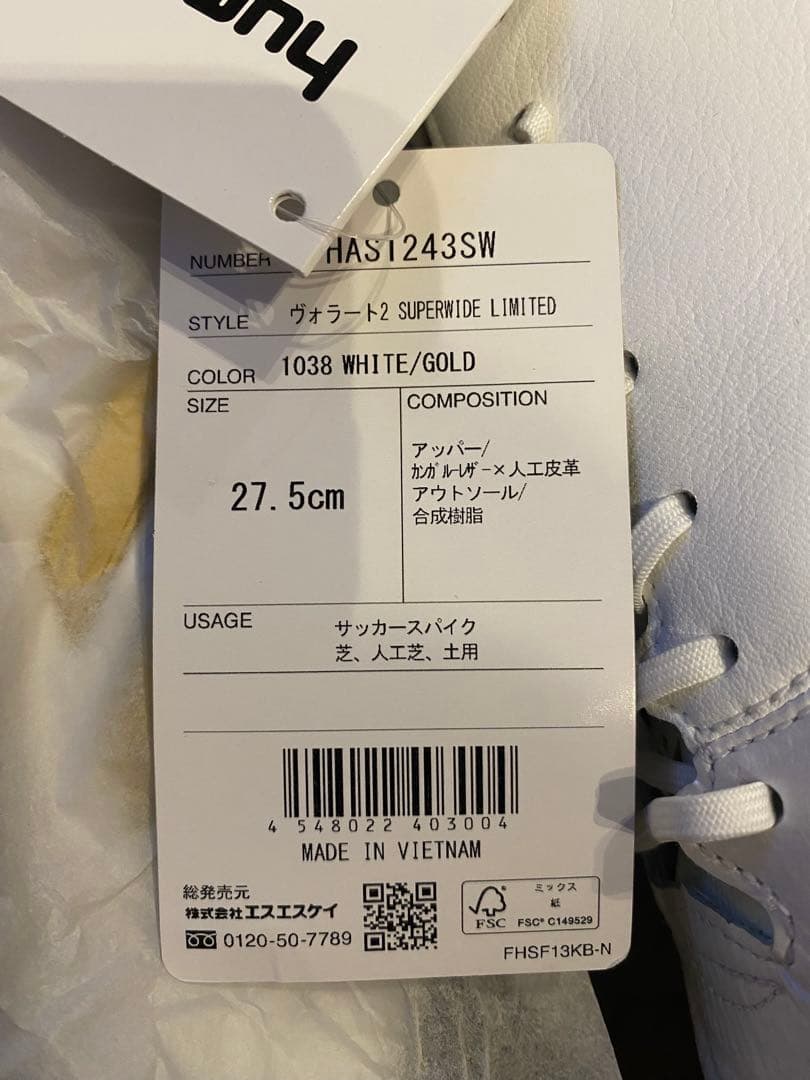 NUMBER HAS1243SW
STYLE ヴォラート2 SUPERWIDE LIMITED
COLOR 1038 WHITE/GOLD
SIZE
27.5cm
COMPOSITION
アッパー/
ｶﾝｶﾞﾙｰﾚｻﾞｰ×人工皮革
アウトソール/
合成樹脂
USAGE
サッカースパイク
芝、人工芝、土用
4 548022 403004
MADE IN VIETNAM
総発売元
株式会社エスエスケイ
0120-50-7789
ミックス
紙
FSC
FSC® C149529
FHSF13KB-N